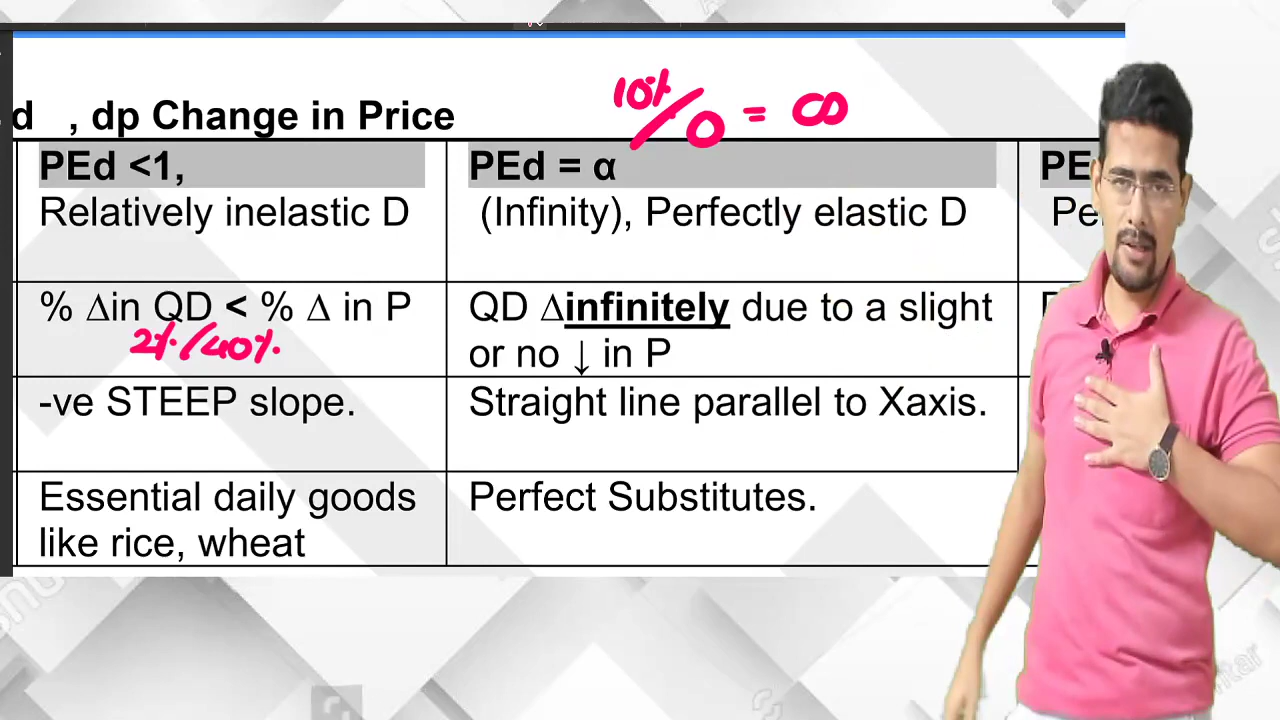 d , dp Change in Price
10%/0 = ∞
PEd <1,
Relatively inelastic D
% ∆in QD < % ∆ in P
2%/40%.
-ve STEEP slope.
Essential daily goods
like rice, wheat
PEd = α
(Infinity), Perfectly elastic D
QD ∆infinitely due to a slight
or no ↓ in P
Straight line parallel to Xaxis.
Perfect Substitutes.
PE
Pe